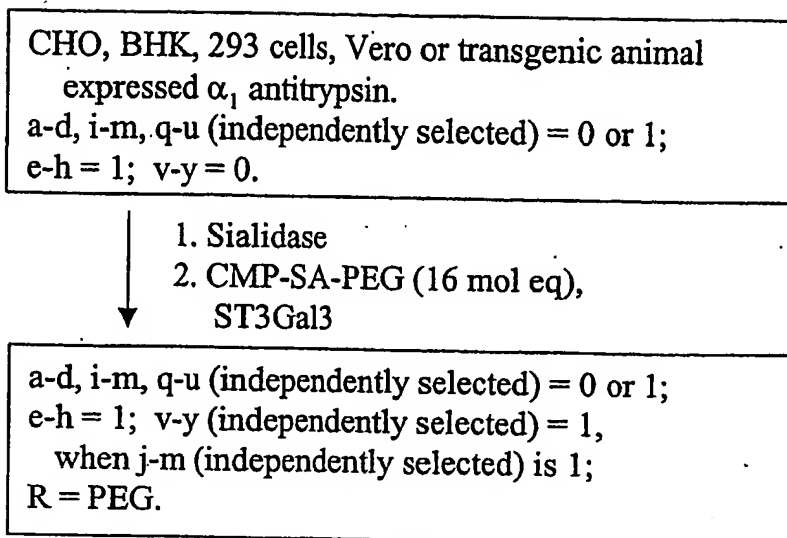 CHO, BHK, 293 cells, Vero or transgenic animal
expressed α₁ antitrypsin.
a-d, i-m, q-u (independently selected) = 0 or 1;
e-h = 1; v-y = 0.
1. Sialidase
2. CMP-SA-PEG (16 mol eq),
ST3Gal3
a-d, i-m, q-u (independently selected) = 0 or 1;
e-h = 1; v-y (independently selected) = 1,
when j-m (independently selected) is 1;
R = PEG.